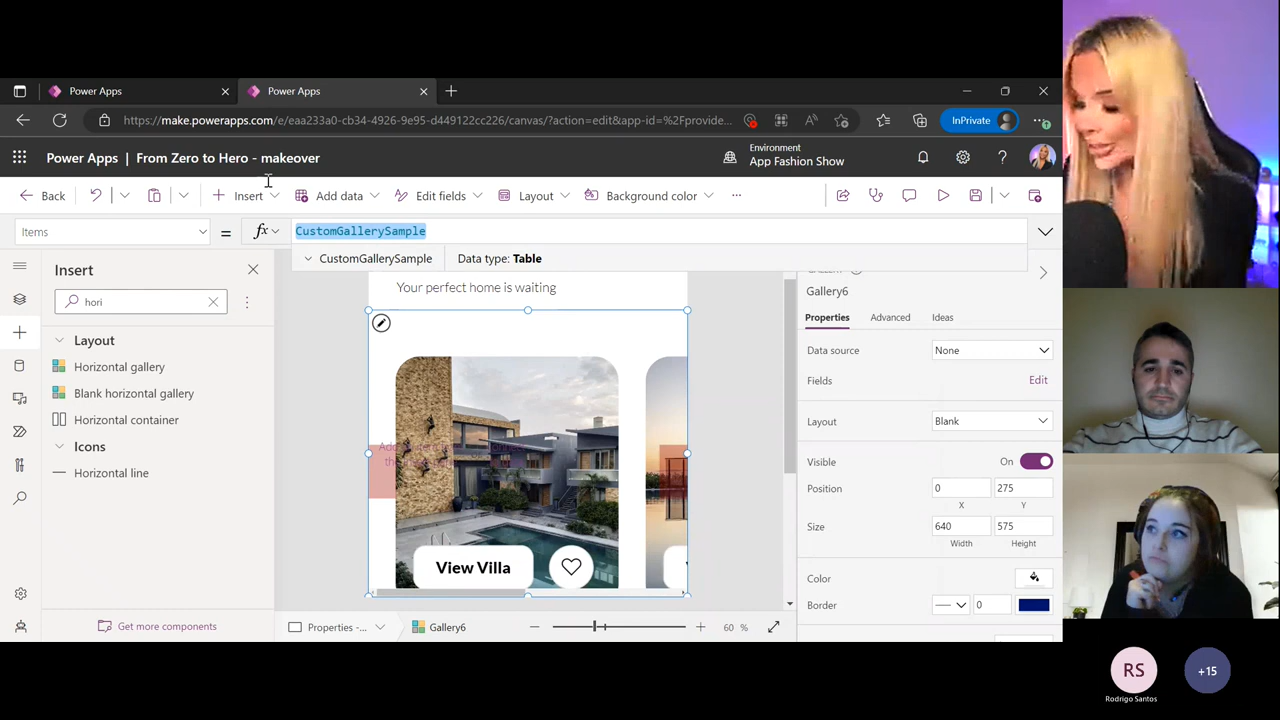 Power Apps
Power Apps
https://make.powerapps.com/e/eaa233a0-cb34-4926-9e95-d449122cc226/canvas/?action=edit&app-id=%2Fprovide...
InPrivate
Power Apps | From Zero to Hero - makeover
Environment
App Fashion Show
Back
Insert
Add data
Edit fields
Layout
Background color
...
Items
=
fx
CustomGallerySample
CustomGallerySample
Data type: Table
Insert
hori
Layout
Horizontal gallery
Blank horizontal gallery
Horizontal container
Icons
Horizontal line
Get more components
Your perfect home is waiting
View Villa
Properties -...
Gallery6
60 %
Gallery6
Properties
Advanced
Ideas
Data source
None
Fields
Edit
Layout
Blank
Visible
On
Position
0
275
X
Y
Size
640
575
Width
Height
Color
Border
0
RS
Rodrigo Santos
+15